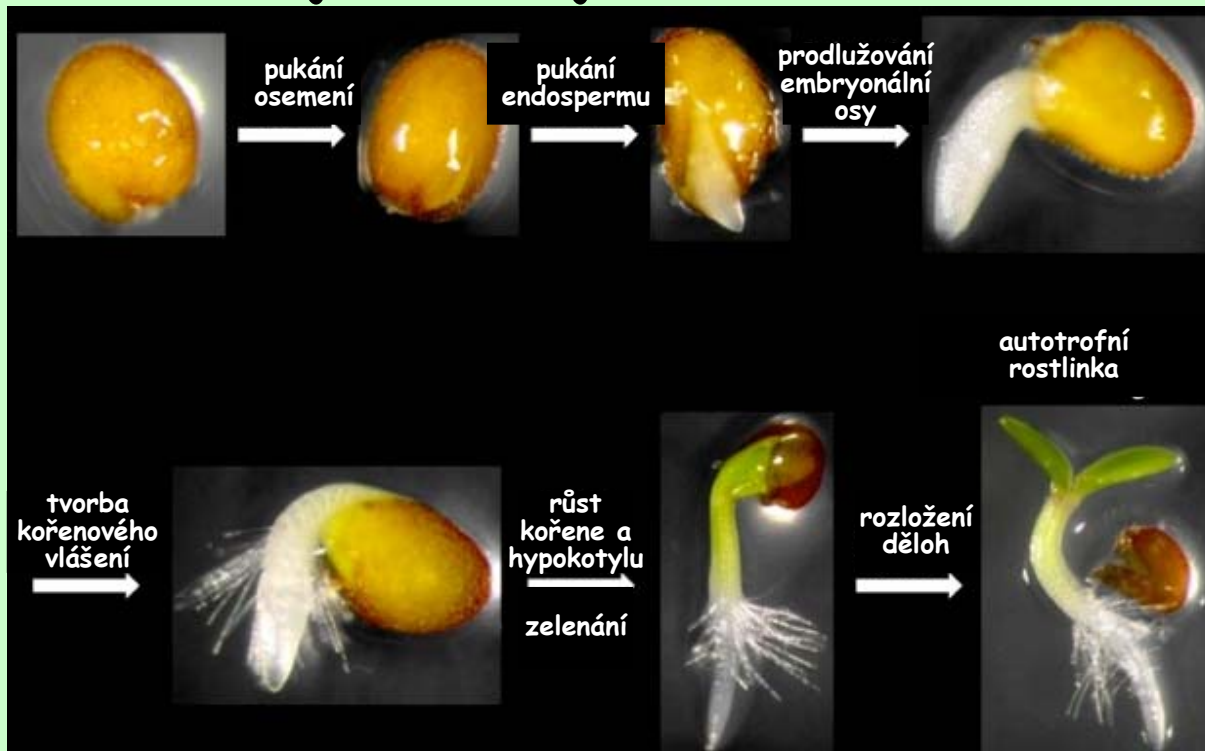 pukání
osemení
pukání
endospermu
prodlužování
embryonální
osy
autotrofní
rostlinka
tvorba
kořenového
vlášení
růst
kořene a
hypokotylu
zelenání
rozložení
děloh